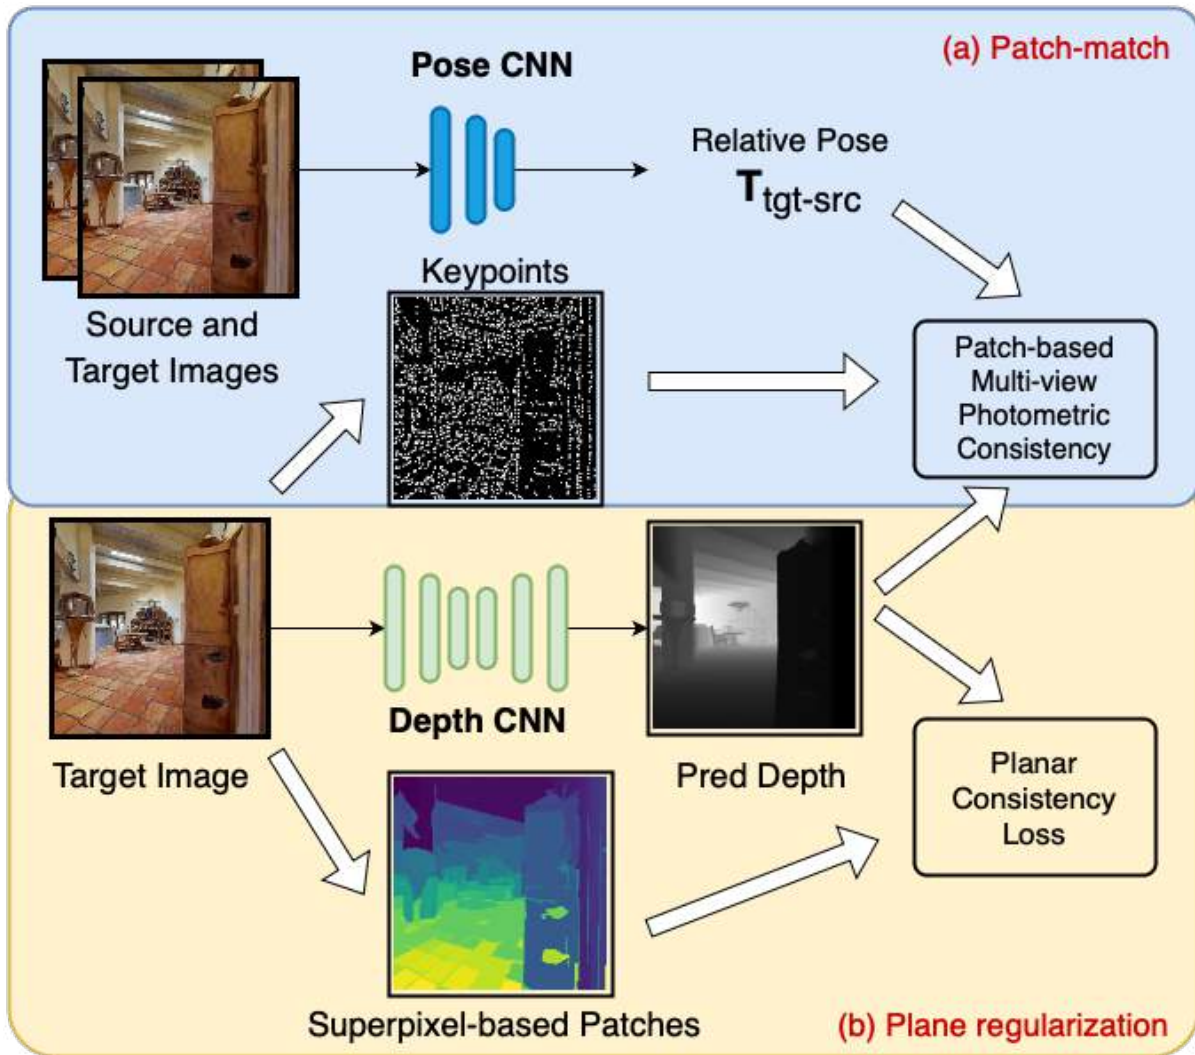 (a) Patch-match
Pose CNN
Relative Pose
T tgt-src
Keypoints
Source and
Target Images
Patch-based
Multi-view
Photometric
Consistency
Depth CNN
Target Image
Pred Depth
Planar
Consistency
Loss
Superpixel-based Patches
(b) Plane regularization